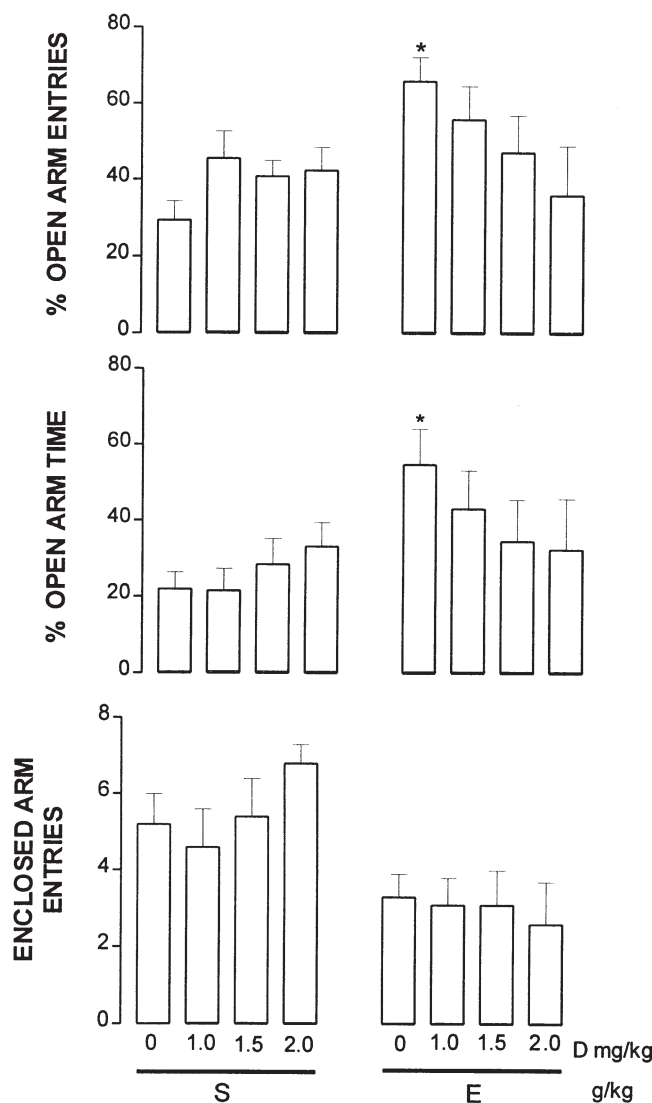 % OPEN ARM ENTRIES
80
60
40
20
0
*
% OPEN ARM TIME
80
60
40
20
0
*
ENCLOSED ARM
ENTRIES
8
6
4
2
0
0 1.0 1.5 2.0 0 1.0 1.5 2.0 D mg/kg
S E g/kg